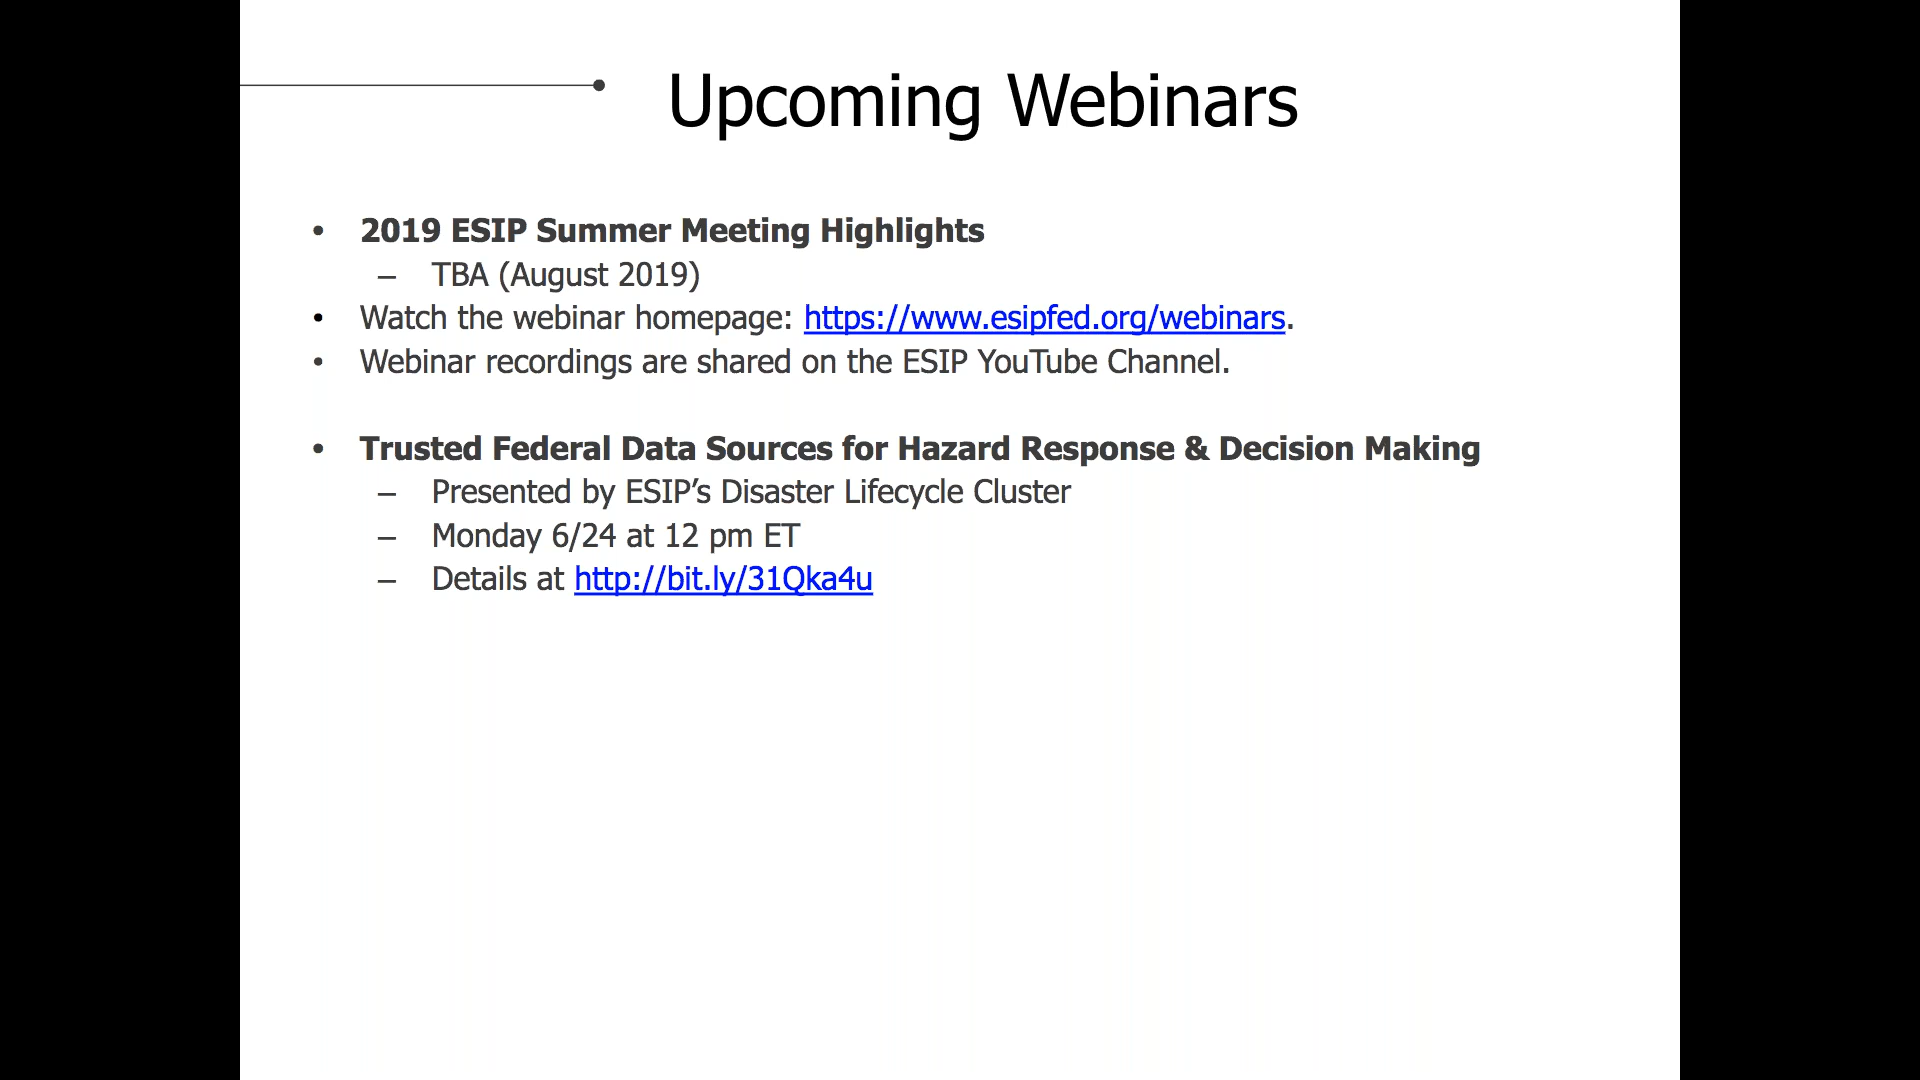 Upcoming Webinars
• 2019 ESIP Summer Meeting Highlights
– TBA (August 2019)
• Watch the webinar homepage: https://www.esipfed.org/webinars.
• Webinar recordings are shared on the ESIP YouTube Channel.
• Trusted Federal Data Sources for Hazard Response & Decision Making
– Presented by ESIP’s Disaster Lifecycle Cluster
– Monday 6/24 at 12 pm ET
– Details at http://bit.ly/31Qka4u